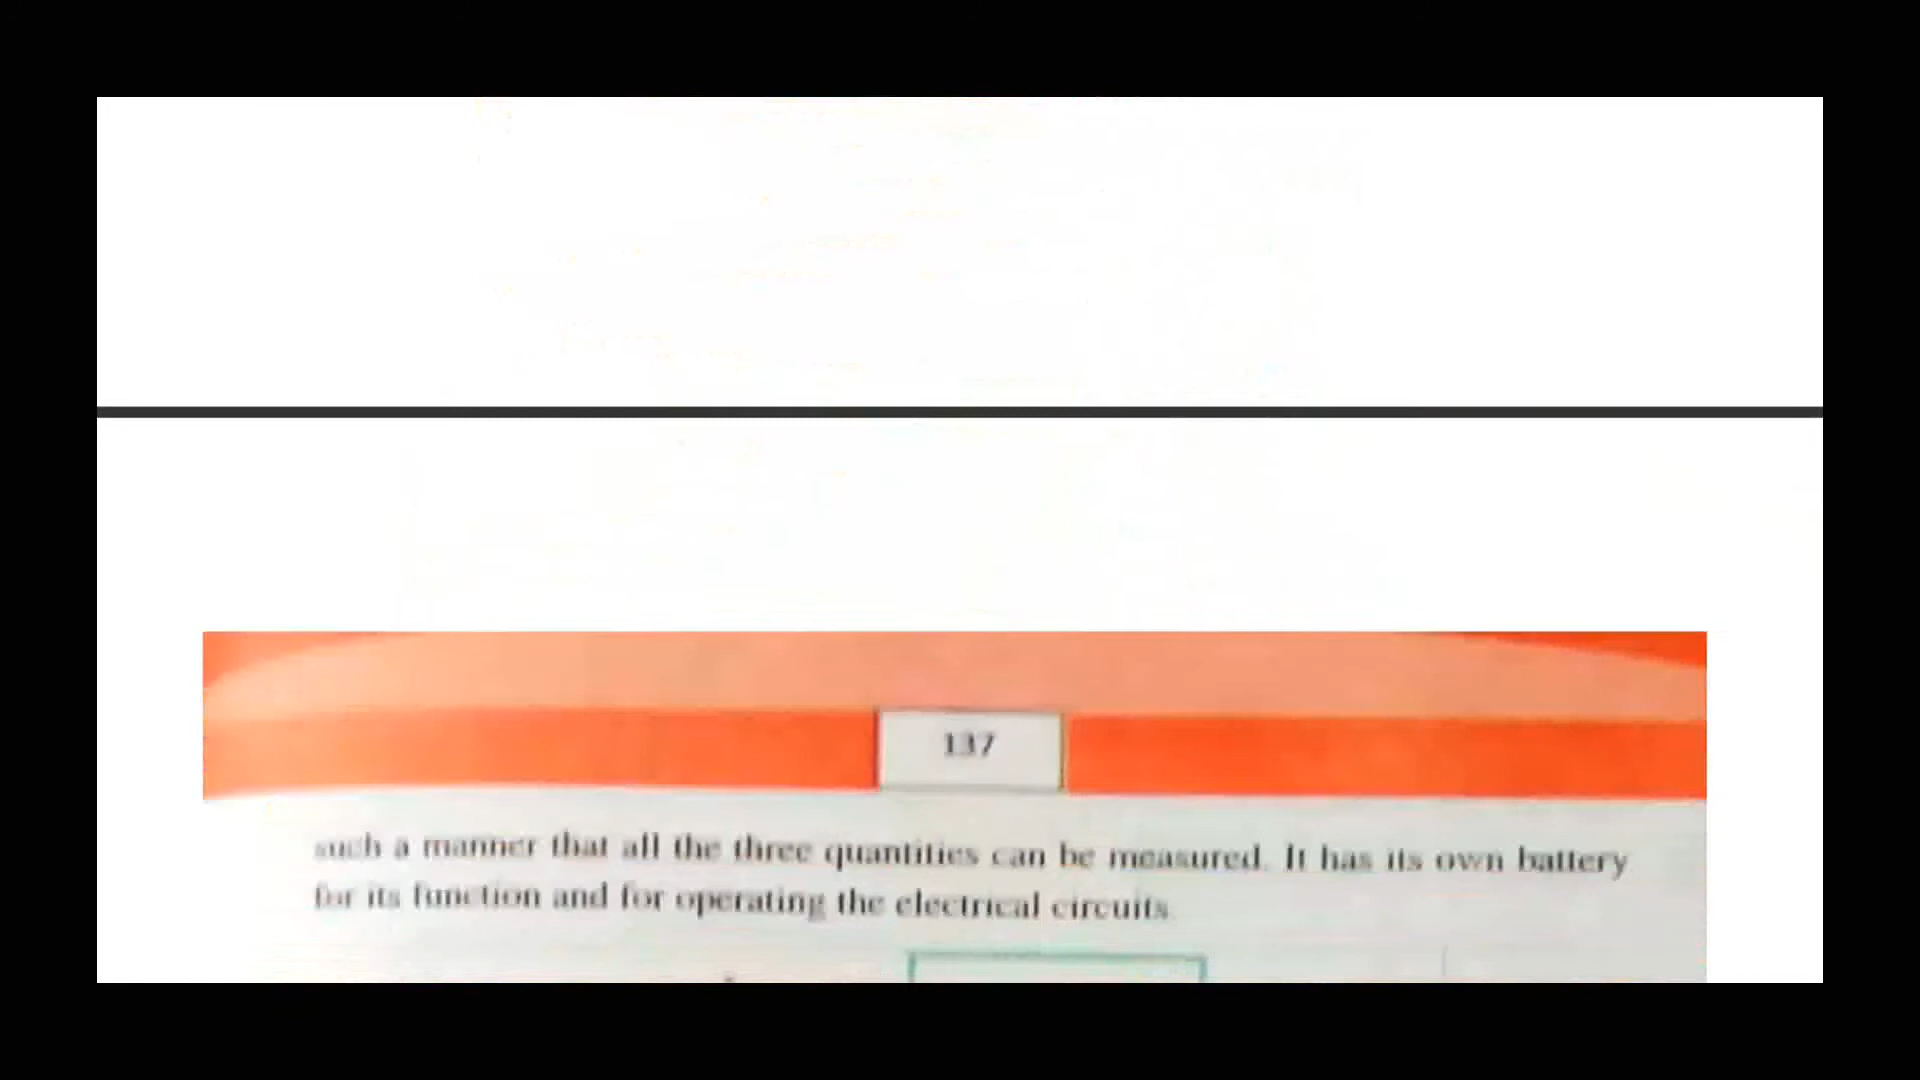 137
such a manner that all the three quantities can be measured. It has its own battery
for its function and for operating the electrical circuits